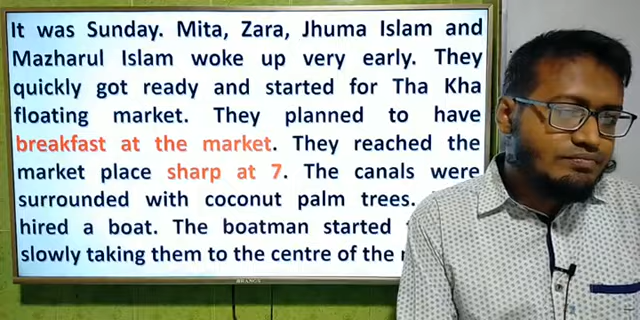 It was Sunday. Mita, Zara, Jhuma Islam and
Mazharul Islam woke up very early. They
quickly got ready and started for Tha Kha
floating market. They planned to have
breakfast at the market. They reached the
market place sharp at 7. The canals were
surrounded with coconut palm trees.
hired a boat. The boatman started
slowly taking them to the centre of the